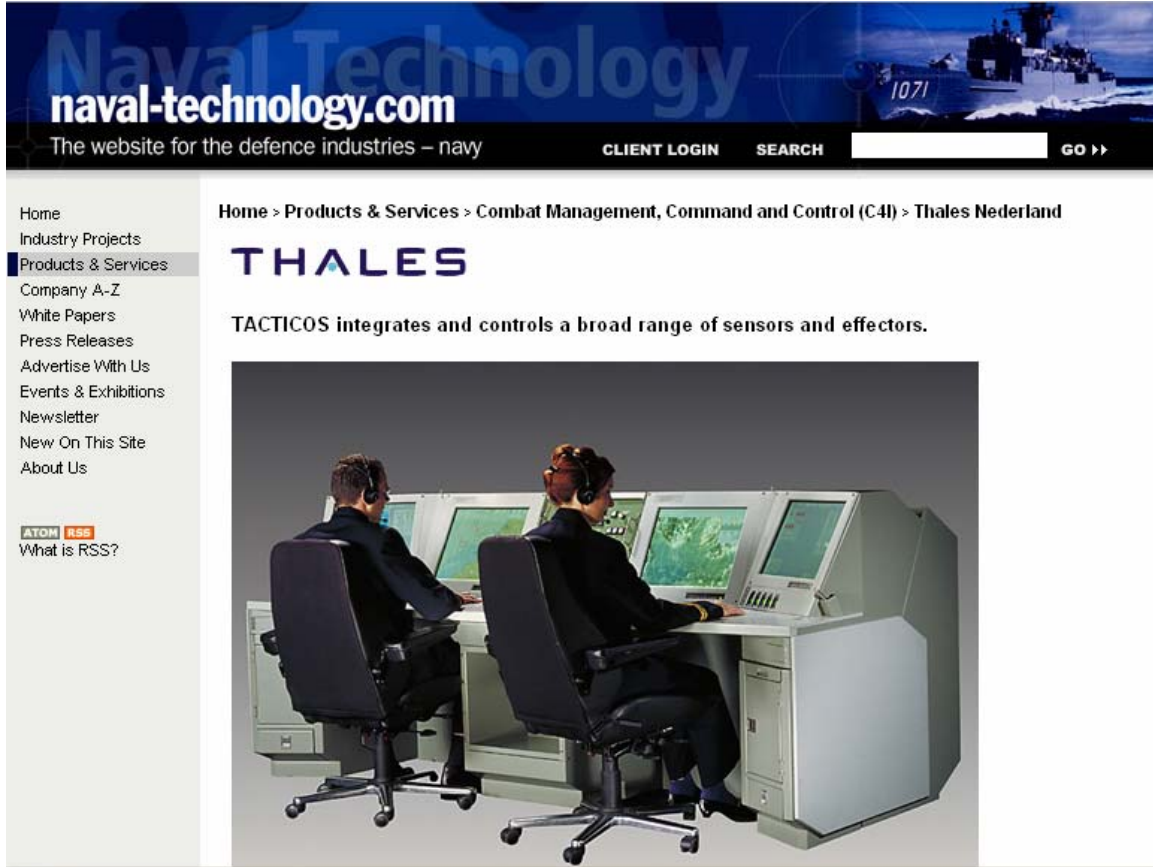 Naval Technology
1071
naval-technology.com
The website for the defence industries – navy
CLIENT LOGIN SEARCH GO
Home
Industry Projects
Products & Services
Company A-Z
White Papers
Press Releases
Advertise With Us
Events & Exhibitions
Newsletter
New On This Site
About Us
ATOM RSS
What is RSS?
Home > Products & Services > Combat Management, Command and Control (C4I) > Thales Nederland
THALES
TACTICOS integrates and controls a broad range of sensors and effectors.